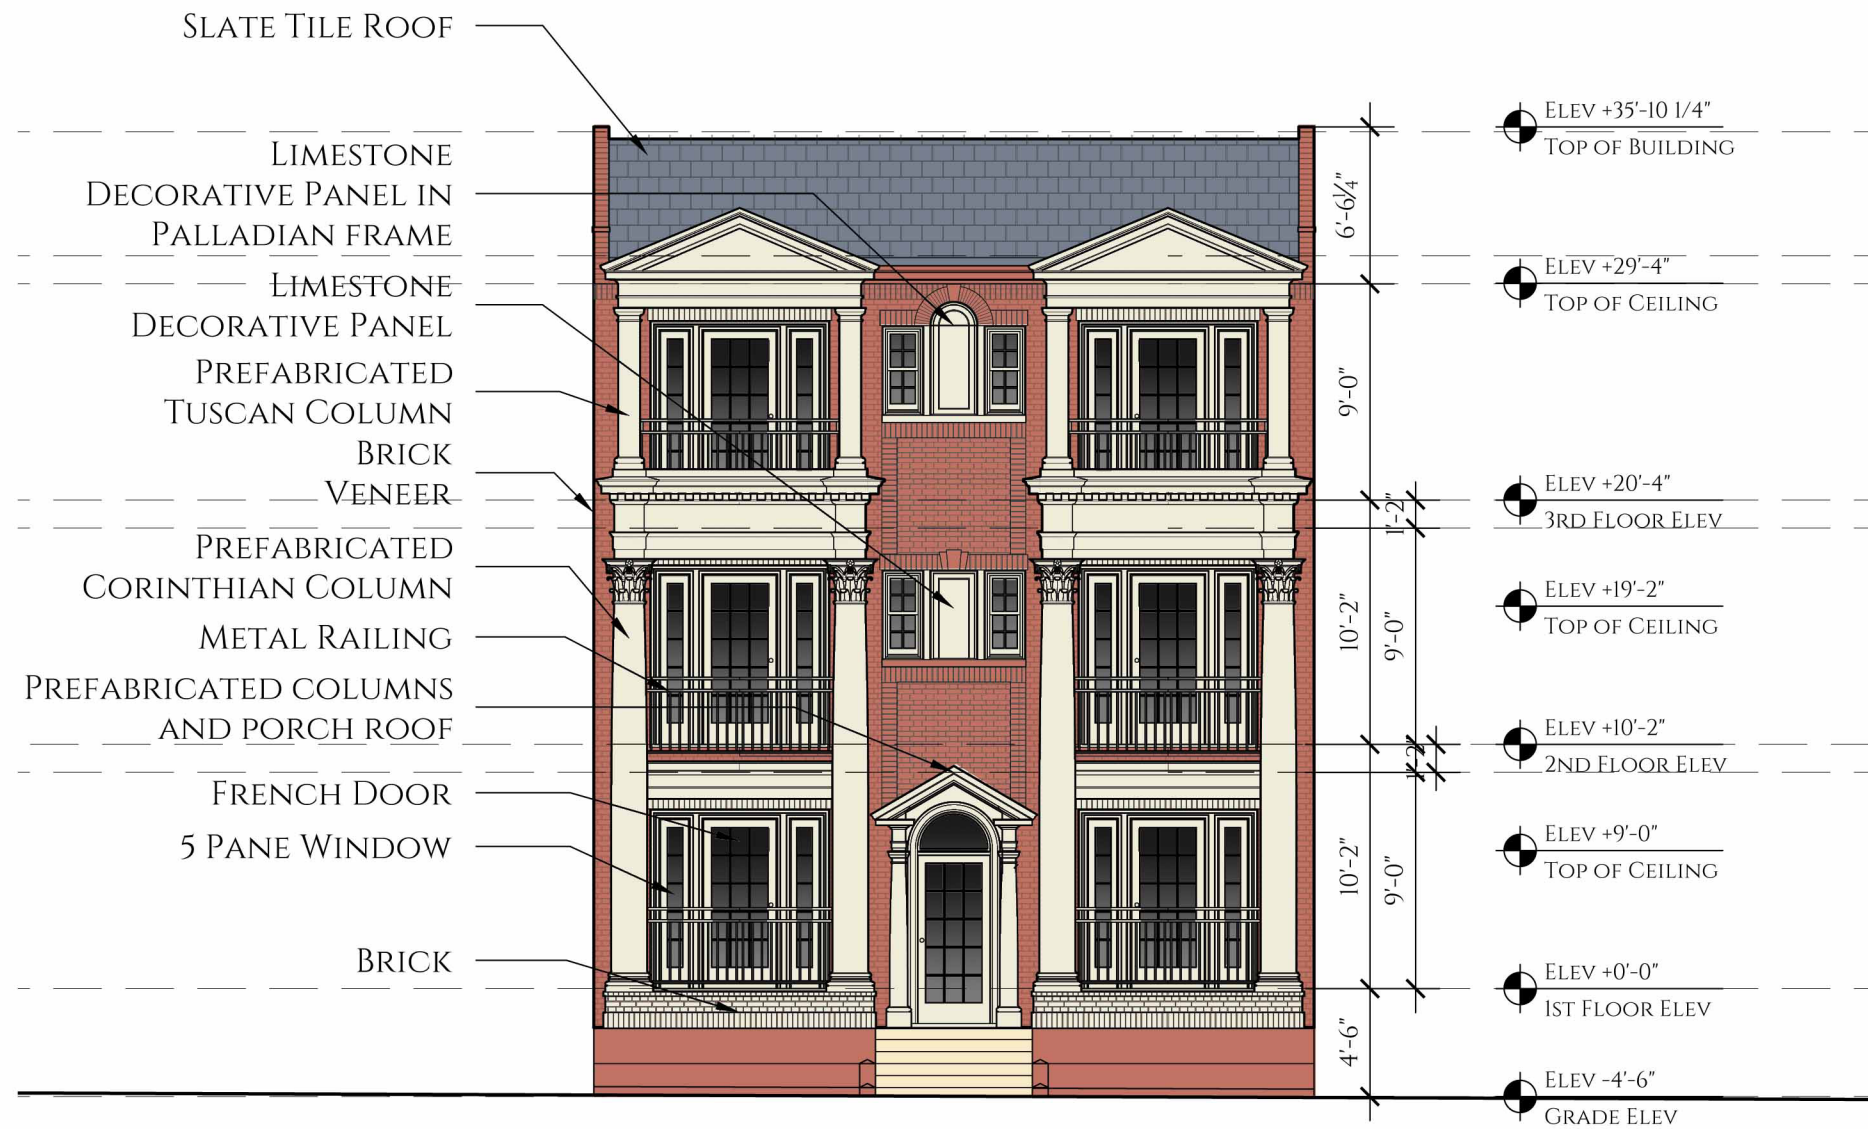 SLATE TILE ROOF
LIMESTONE
DECORATIVE PANEL IN
PALLADIAN FRAME
LIMESTONE
DECORATIVE PANEL
PREFABRICATED
TUSCAN COLUMN
BRICK
VENEER
PREFABRICATED
CORINTHIAN COLUMN
METAL RAILING
PREFABRICATED COLUMNS
AND PORCH ROOF
FRENCH DOOR
5 PANE WINDOW
BRICK
6'-6¼"
9'-0"
1'-2"
10'-2"
9'-0"
1'-2"
10'-2"
9'-0"
4'-6"
ELEV +35'-10 1/4"
TOP OF BUILDING
ELEV +29'-4"
TOP OF CEILING
ELEV +20'-4"
3RD FLOOR ELEV
ELEV +19'-2"
TOP OF CEILING
ELEV +10'-2"
2ND FLOOR ELEV
ELEV +9'-0"
TOP OF CEILING
ELEV +0'-0"
1ST FLOOR ELEV
ELEV -4'-6"
GRADE ELEV